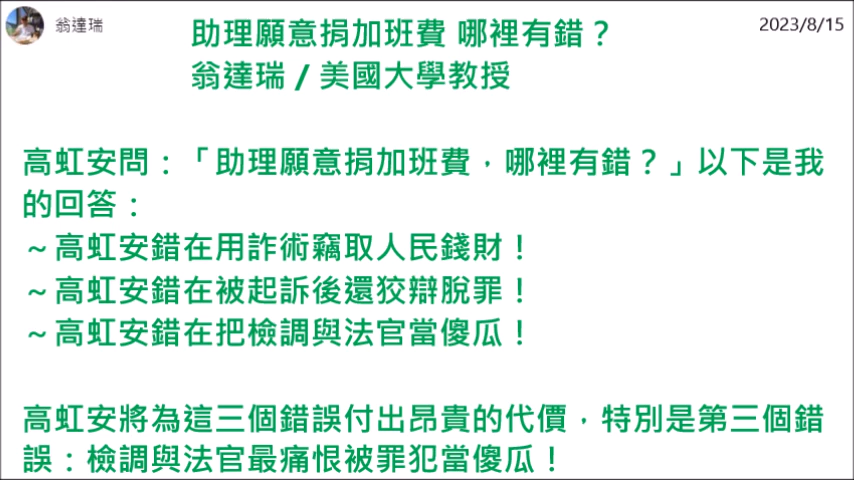 翁達瑞
助理願意捐加班費 哪裡有錯？
2023/8/15
翁達瑞 / 美國大學教授
高虹安問：「助理願意捐加班費，哪裡有錯？」以下是我
的回答：
～高虹安錯在用詐術竊取人民錢財！
～高虹安錯在被起訴後還狡辯脫罪！
～高虹安錯在把檢調與法官當傻瓜！
高虹安將為這三個錯誤付出昂貴的代價，特別是第三個錯
誤：檢調與法官最痛恨被罪犯當傻瓜！